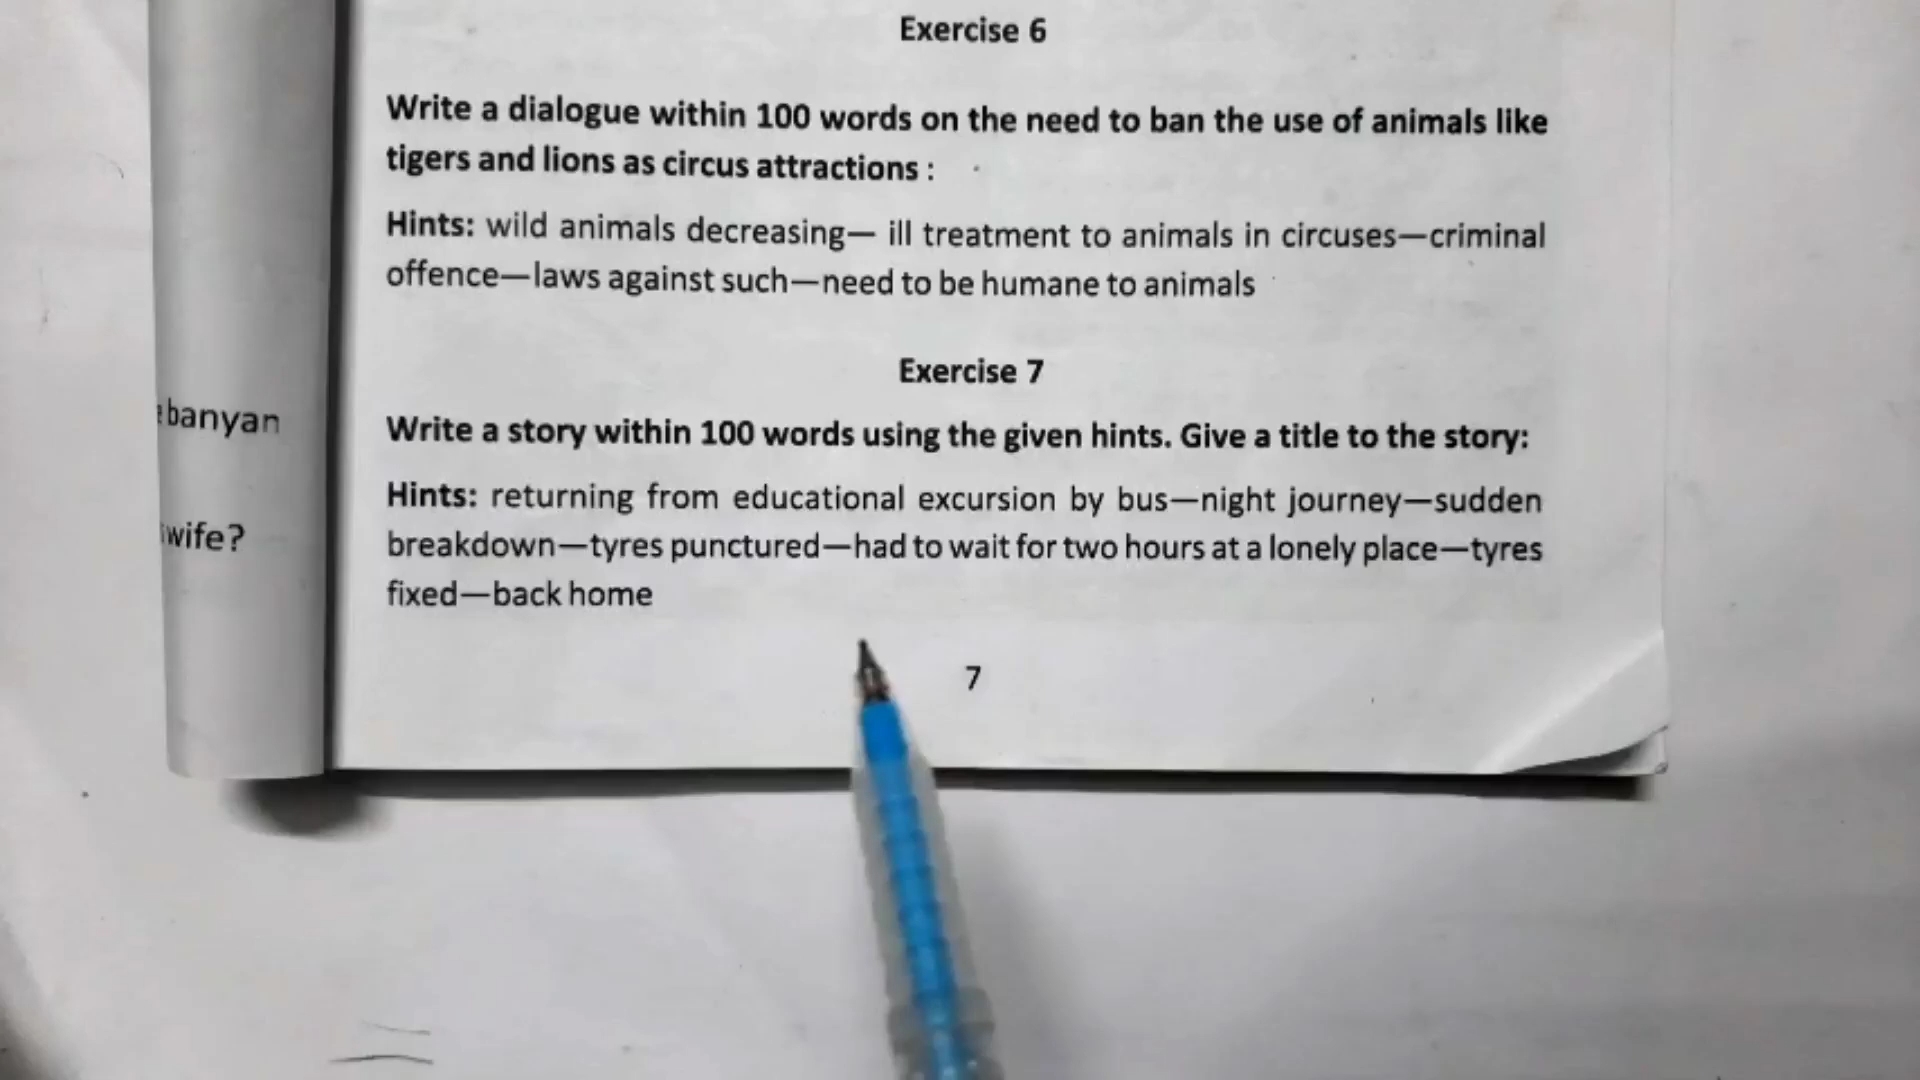 Exercise 6
Write a dialogue within 100 words on the need to ban the use of animals like
tigers and lions as circus attractions :
Hints: wild animals decreasing— ill treatment to animals in circuses—criminal
offence—laws against such—need to be humane to animals
Exercise 7
banyan
Write a story within 100 words using the given hints. Give a title to the story:
Hints: returning from educational excursion by bus—night journey—sudden
wife?
breakdown—tyres punctured—had to wait for two hours at a lonely place—tyres
fixed—back home
7